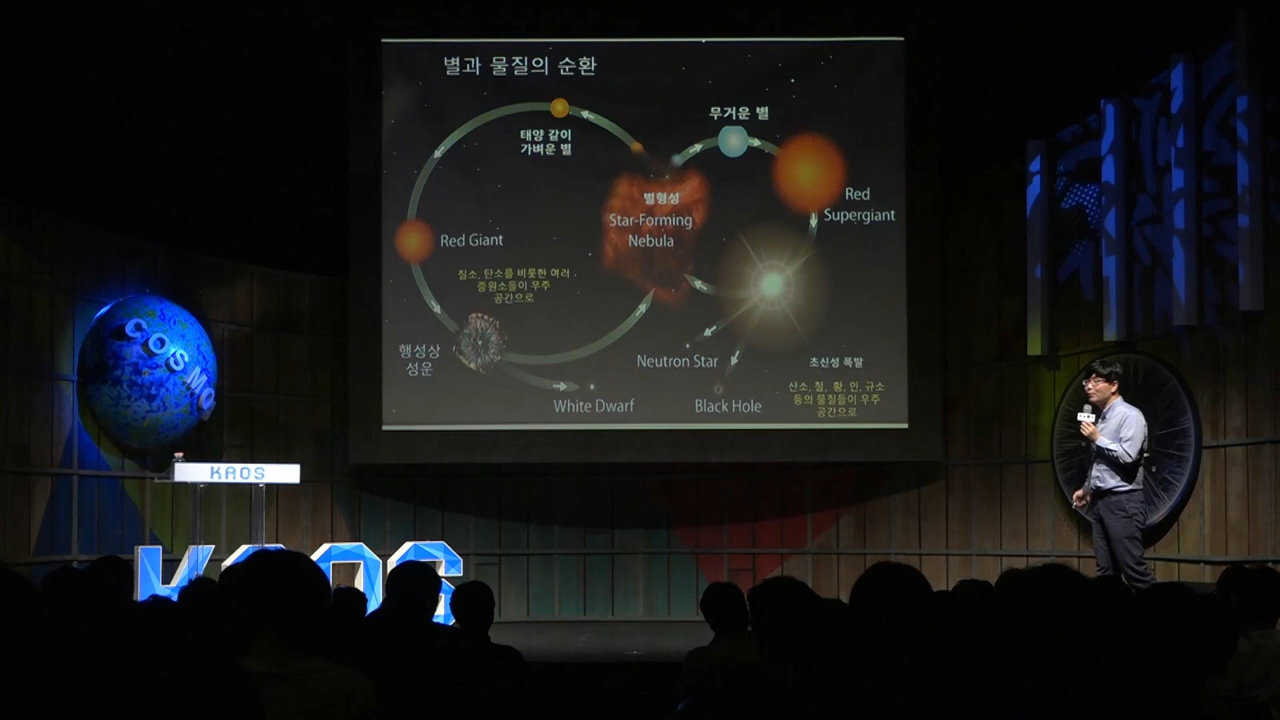 별과 물질의 순환
태양 같이
가벼운 별
무거운 별
별형성
Star-Forming
Nebula
Red
Supergiant
Red Giant
질소, 탄소를 비롯한 여러
중원소들이 우주
공간으로
행성상
성운
White Dwarf
Neutron Star
Black Hole
초신성 폭발
산소, 철, 황, 인, 규소
등의 물질들이 우주
공간으로
COSMO
KAOS
KAOS